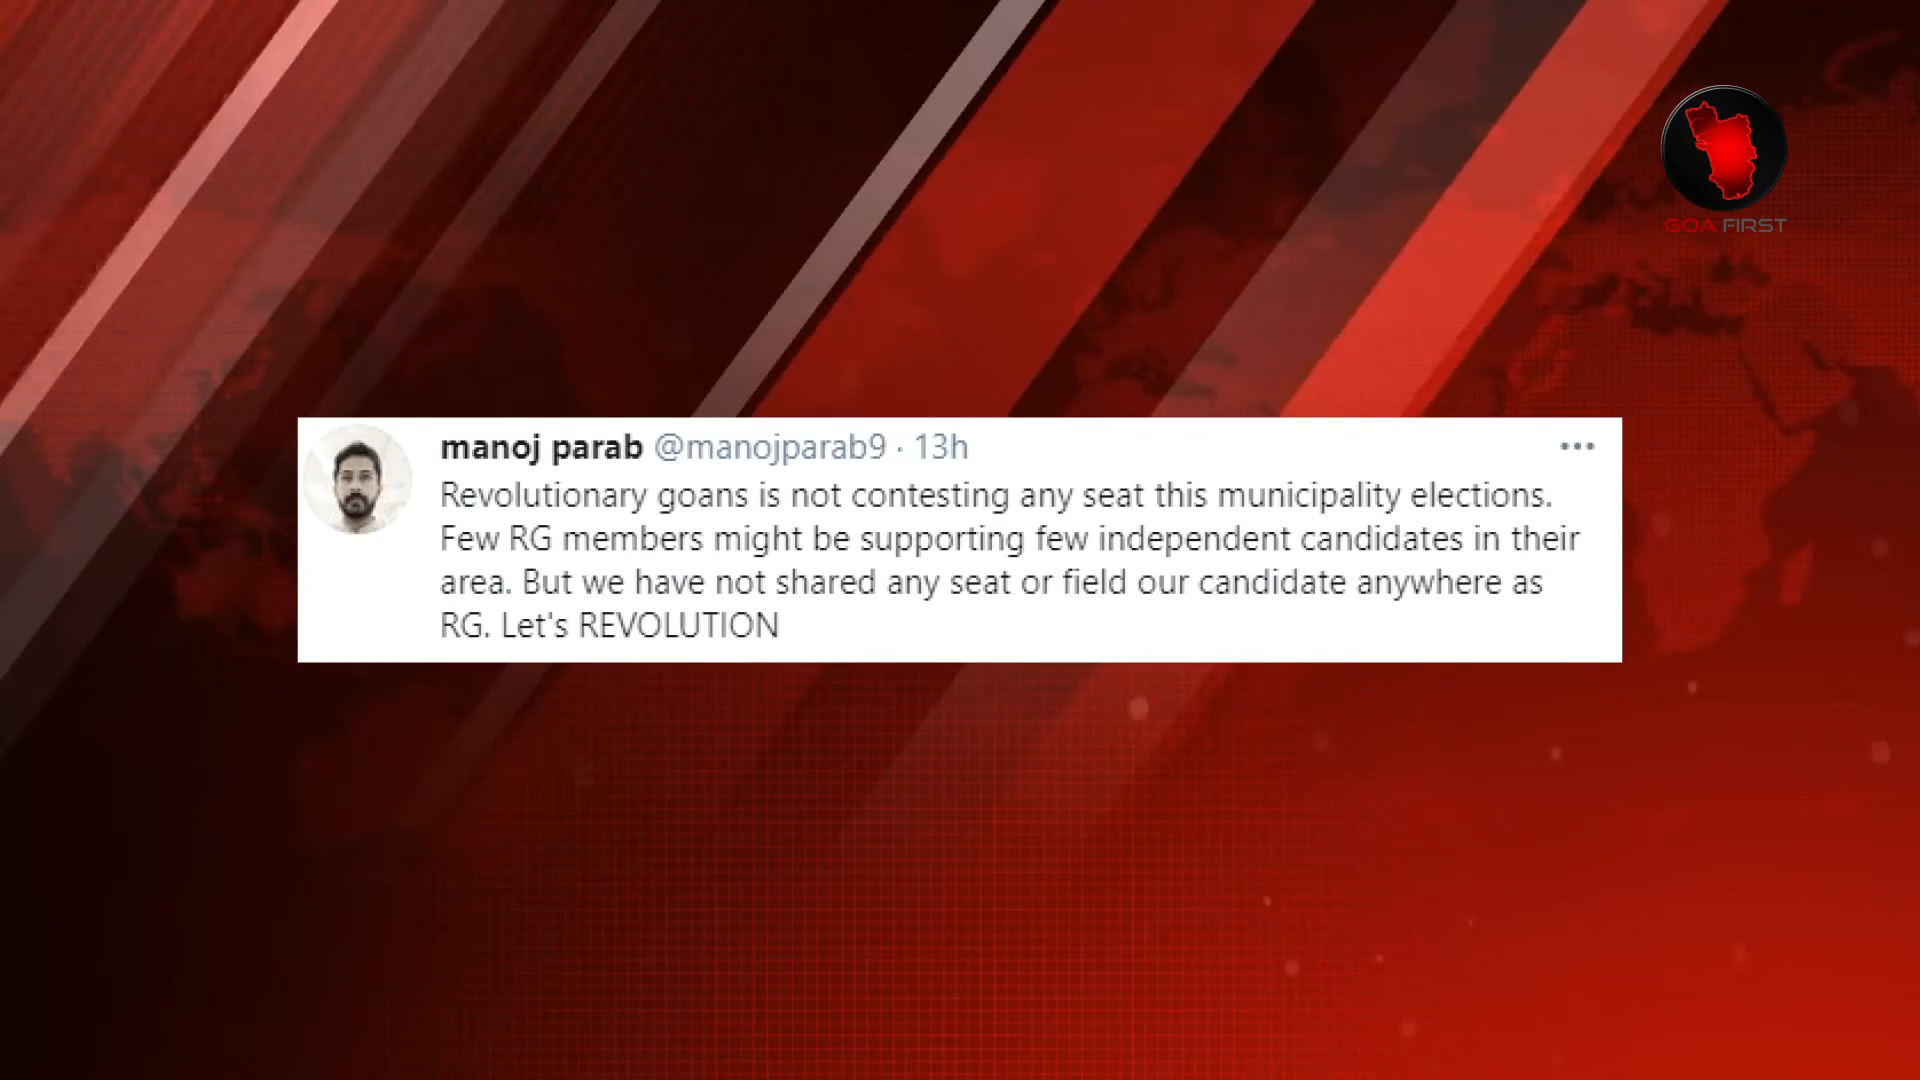 GOA FIRST
manoj parab @manojparab9 · 13h
Revolutionary goans is not contesting any seat this municipality elections.
Few RG members might be supporting few independent candidates in their
area. But we have not shared any seat or field our candidate anywhere as
RG. Let's REVOLUTION